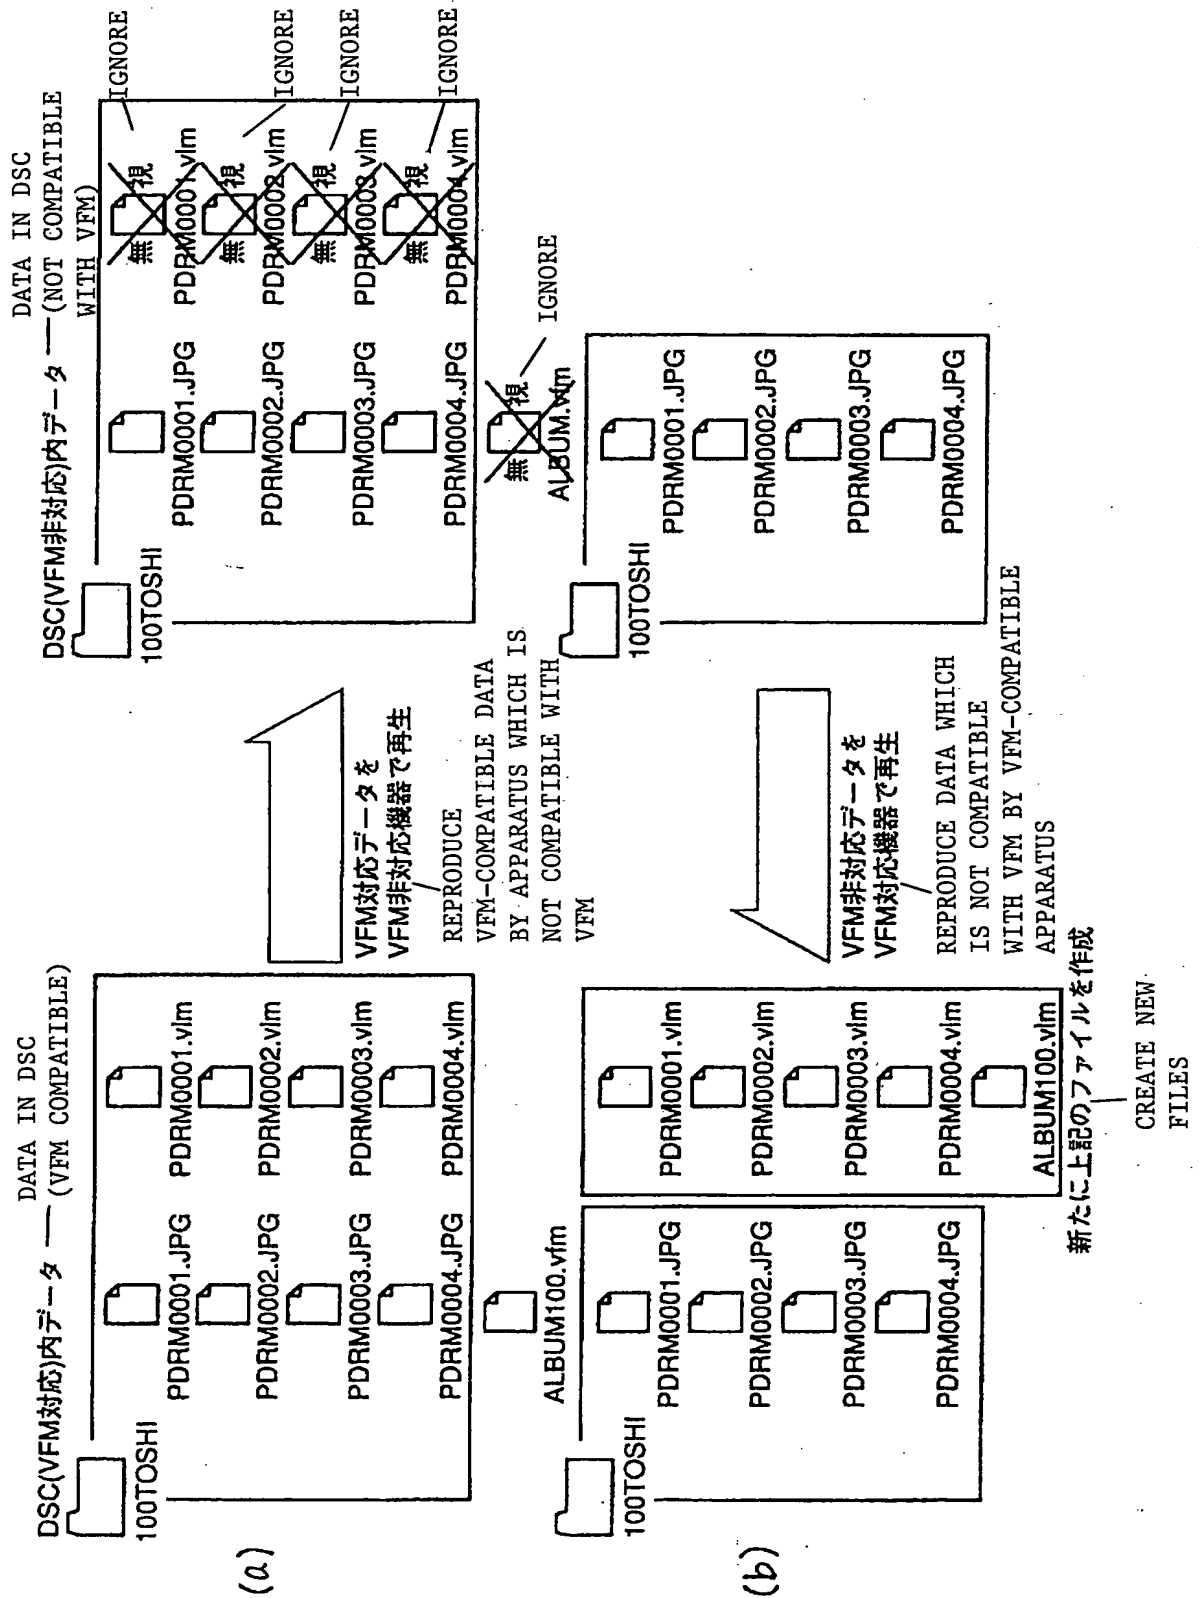 DATA IN DSC
(VFM COMPATIBLE)
DSC(VFM対応)内データ
100TOSHI
PDRM0001.JPG
PDRM0001.vlm
PDRM0002.JPG
PDRM0002.vlm
PDRM0003.JPG
PDRM0003.vlm
PDRM0004.JPG
PDRM0004.vlm
ALBUM100.vfm
(a)
VFM対応データを
VFM非対応機器で再生
REPRODUCE
VFM-COMPATIBLE DATA
BY APPARATUS WHICH IS
NOT COMPATIBLE WITH
VFM
DATA IN DSC
(NOT COMPATIBLE
WITH VFM)
DSC(VFM非対応)内データ
100TOSHI
IGNORE
PDRM0001.JPG
無視
PDRM0001.vlm
IGNORE
PDRM0002.JPG
無視
PDRM0002.vlm
IGNORE
PDRM0003.JPG
無視
PDRM0003.vlm
IGNORE
PDRM0004.JPG
無視
PDRM0004.vlm
無視
ALBUM.vfm
IGNORE
(b)
100TOSHI
PDRM0001.JPG
PDRM0001.vlm
PDRM0002.JPG
PDRM0002.vlm
PDRM0003.JPG
PDRM0003.vlm
PDRM0004.JPG
PDRM0004.vlm
ALBUM100.vlm
新たに上記のファイルを作成
CREATE NEW
FILES
VFM非対応データを
VFM対応機器で再生
REPRODUCE DATA WHICH
IS NOT COMPATIBLE
WITH VFM BY VFM-COMPATIBLE
APPARATUS
100TOSHI
PDRM0001.JPG
PDRM0002.JPG
PDRM0003.JPG
PDRM0004.JPG